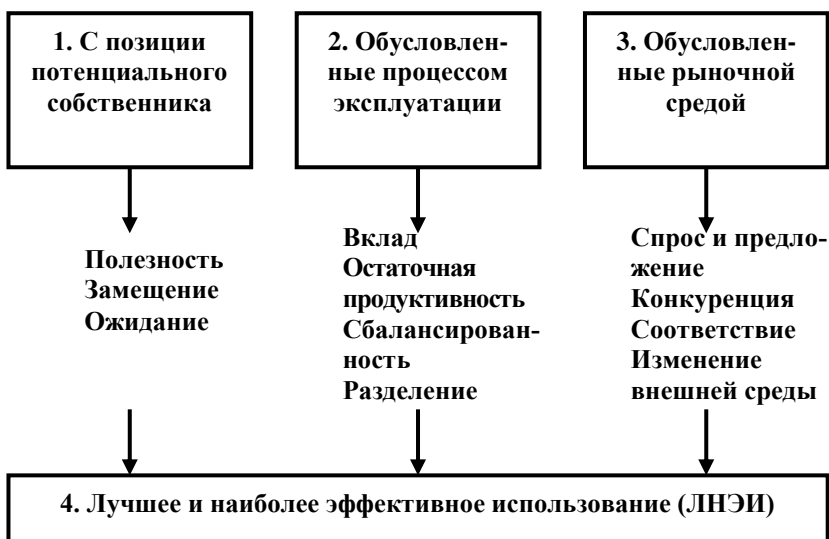 1. С позиции
потенциального
собственника
2. Обусловлен-
ные процессом
эксплуатации
3. Обусловлен-
ные рыночной
средой
Полезность
Замещение
Ожидание
Вклад
Остаточная
продуктивность
Сбалансирован-
ность
Разделение
Спрос и предло-
жение
Конкуренция
Соответствие
Изменение
внешней среды
4. Лучшее и наиболее эффективное использование (ЛНЭИ)